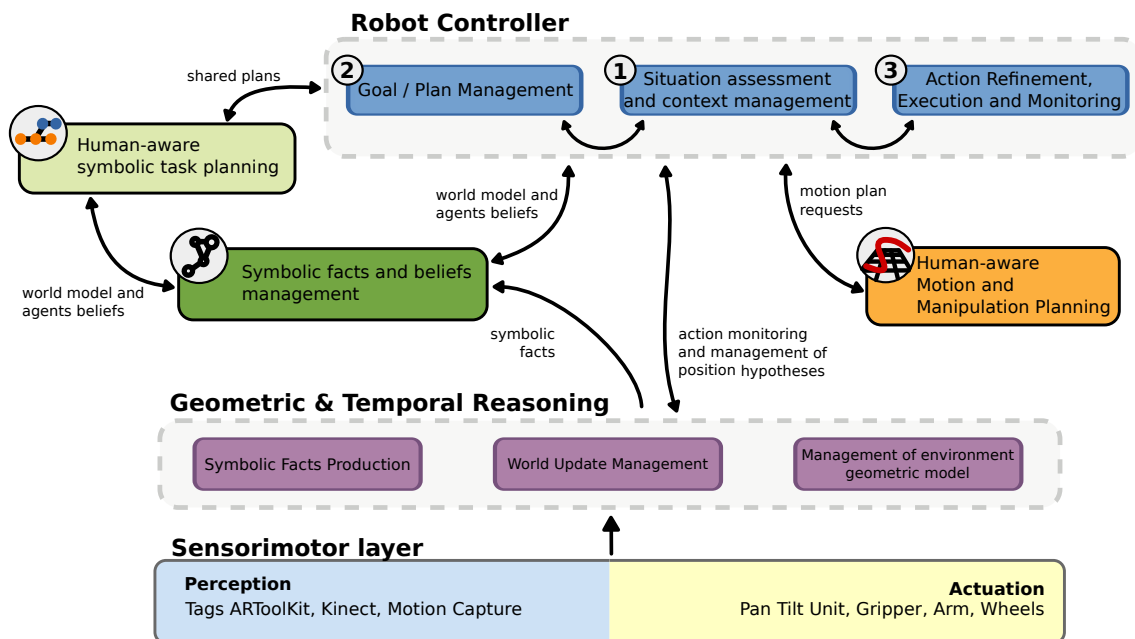 Robot Controller
shared plans
2
Goal / Plan Management
1
Situation assessment
and context management
3
Action Refinement,
Execution and Monitoring
Human-aware
symbolic task planning
world model and
agents beliefs
motion plan
requests
Symbolic facts and beliefs
management
Human-aware
Motion and
Manipulation Planning
world model and
agents beliefs
symbolic
facts
action monitoring
and management of
position hypotheses
Geometric & Temporal Reasoning
Symbolic Facts Production
World Update Management
Management of environment
geometric model
Sensorimotor layer
Perception
Tags ARToolKit, Kinect, Motion Capture
Actuation
Pan Tilt Unit, Gripper, Arm, Wheels